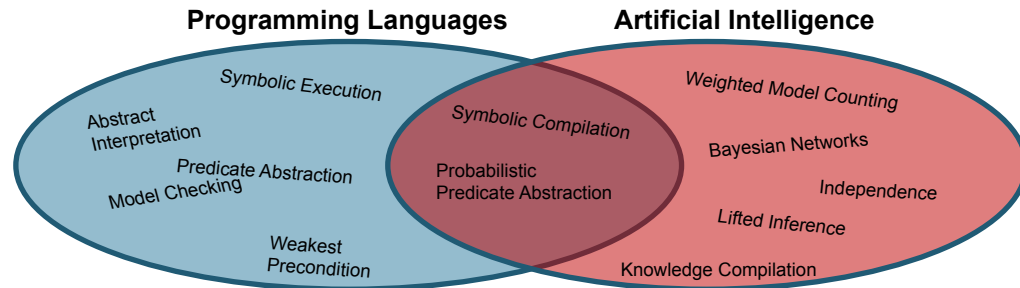 Programming Languages
Artificial Intelligence
Symbolic Execution
Abstract
Interpretation
Predicate Abstraction
Model Checking
Weakest
Precondition
Symbolic Compilation
Probabilistic
Predicate Abstraction
Weighted Model Counting
Bayesian Networks
Independence
Lifted Inference
Knowledge Compilation